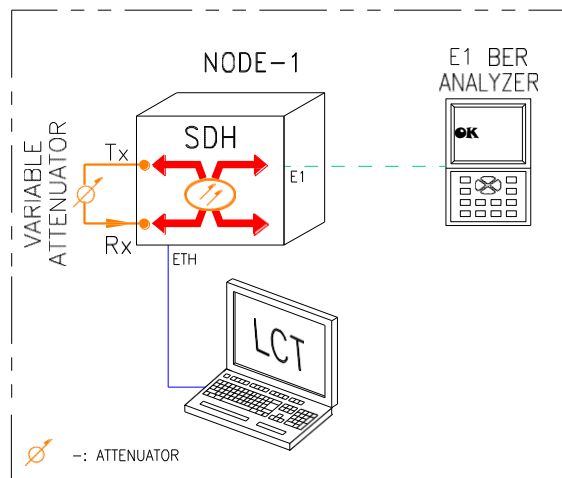 NODE-1
E1 BER
ANALYZER
VARIABLE
ATTENUATOR
SDH
Tx
Rx
E1
OK
ETH
LCT
-: ATTENUATOR